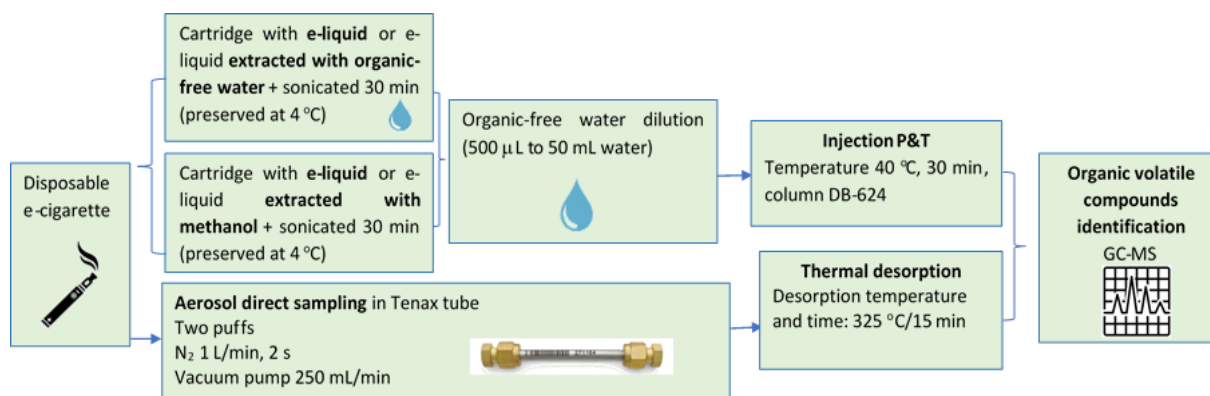 Disposable
e-cigarette
Cartridge with e-liquid or e-
liquid extracted with organic-
free water + sonicated 30 min
(preserved at 4 °C)
Cartridge with e-liquid or e-
liquid extracted with
methanol + sonicated 30 min
(preserved at 4 °C)
Organic-free water dilution
(500 µL to 50 mL water)
Injection P&T
Temperature 40 °C, 30 min,
column DB-624
Aerosol direct sampling in Tenax tube
Two puffs
N₂ 1 L/min, 2 s
Vacuum pump 250 mL/min
Thermal desorption
Desorption temperature
and time: 325 °C/15 min
Organic volatile
compounds
identification
GC-MS